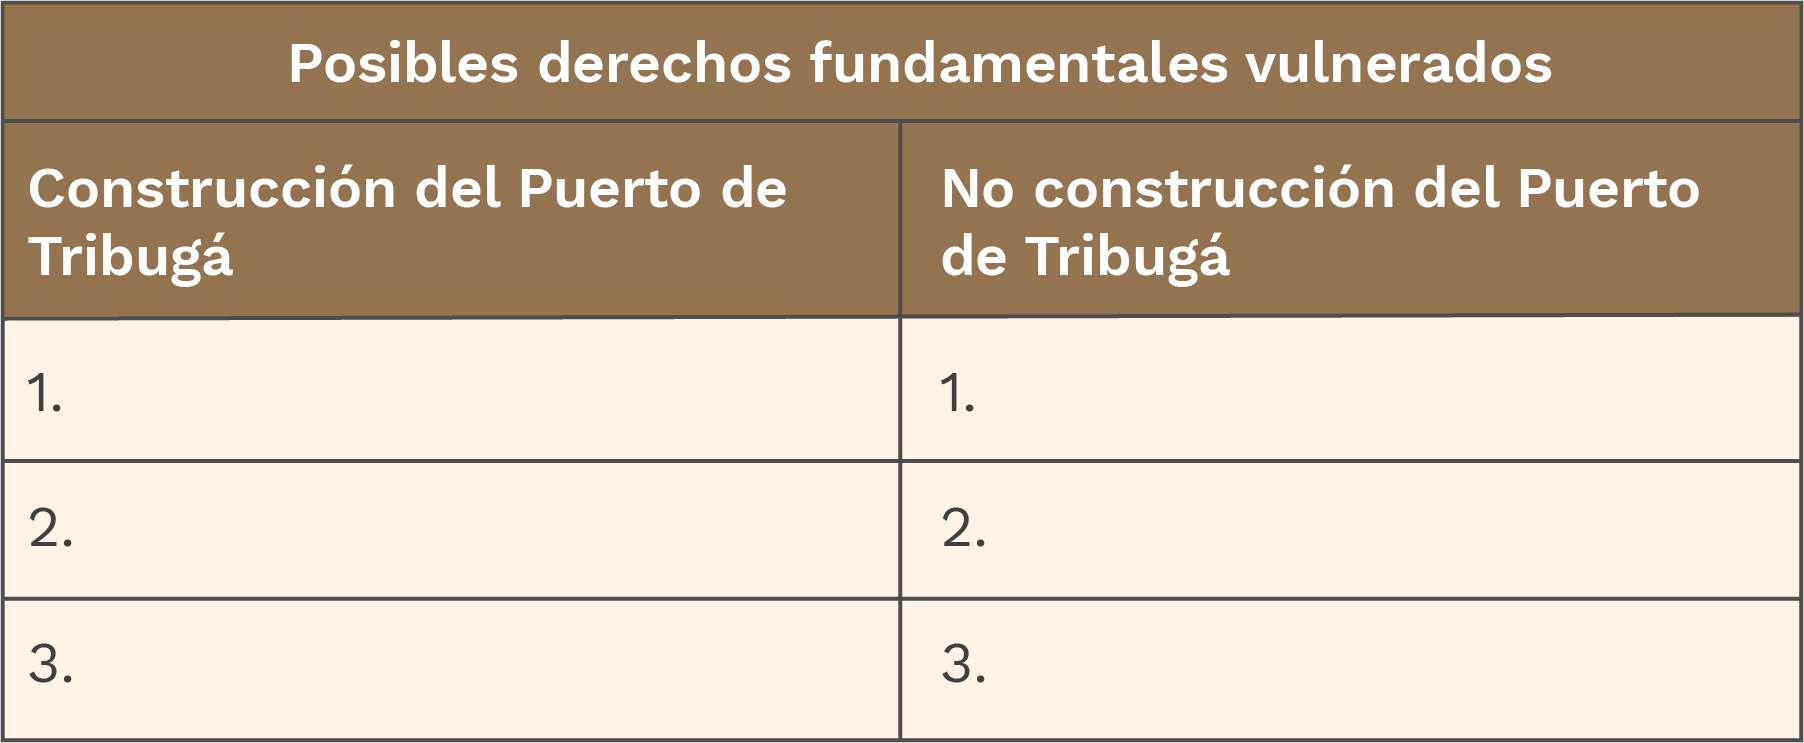 Posibles derechos fundamentales vulnerados
Construcción del Puerto de
Tribugá
No construcción del Puerto
de Tribugá
1.
1.
2.
2.
3.
3.